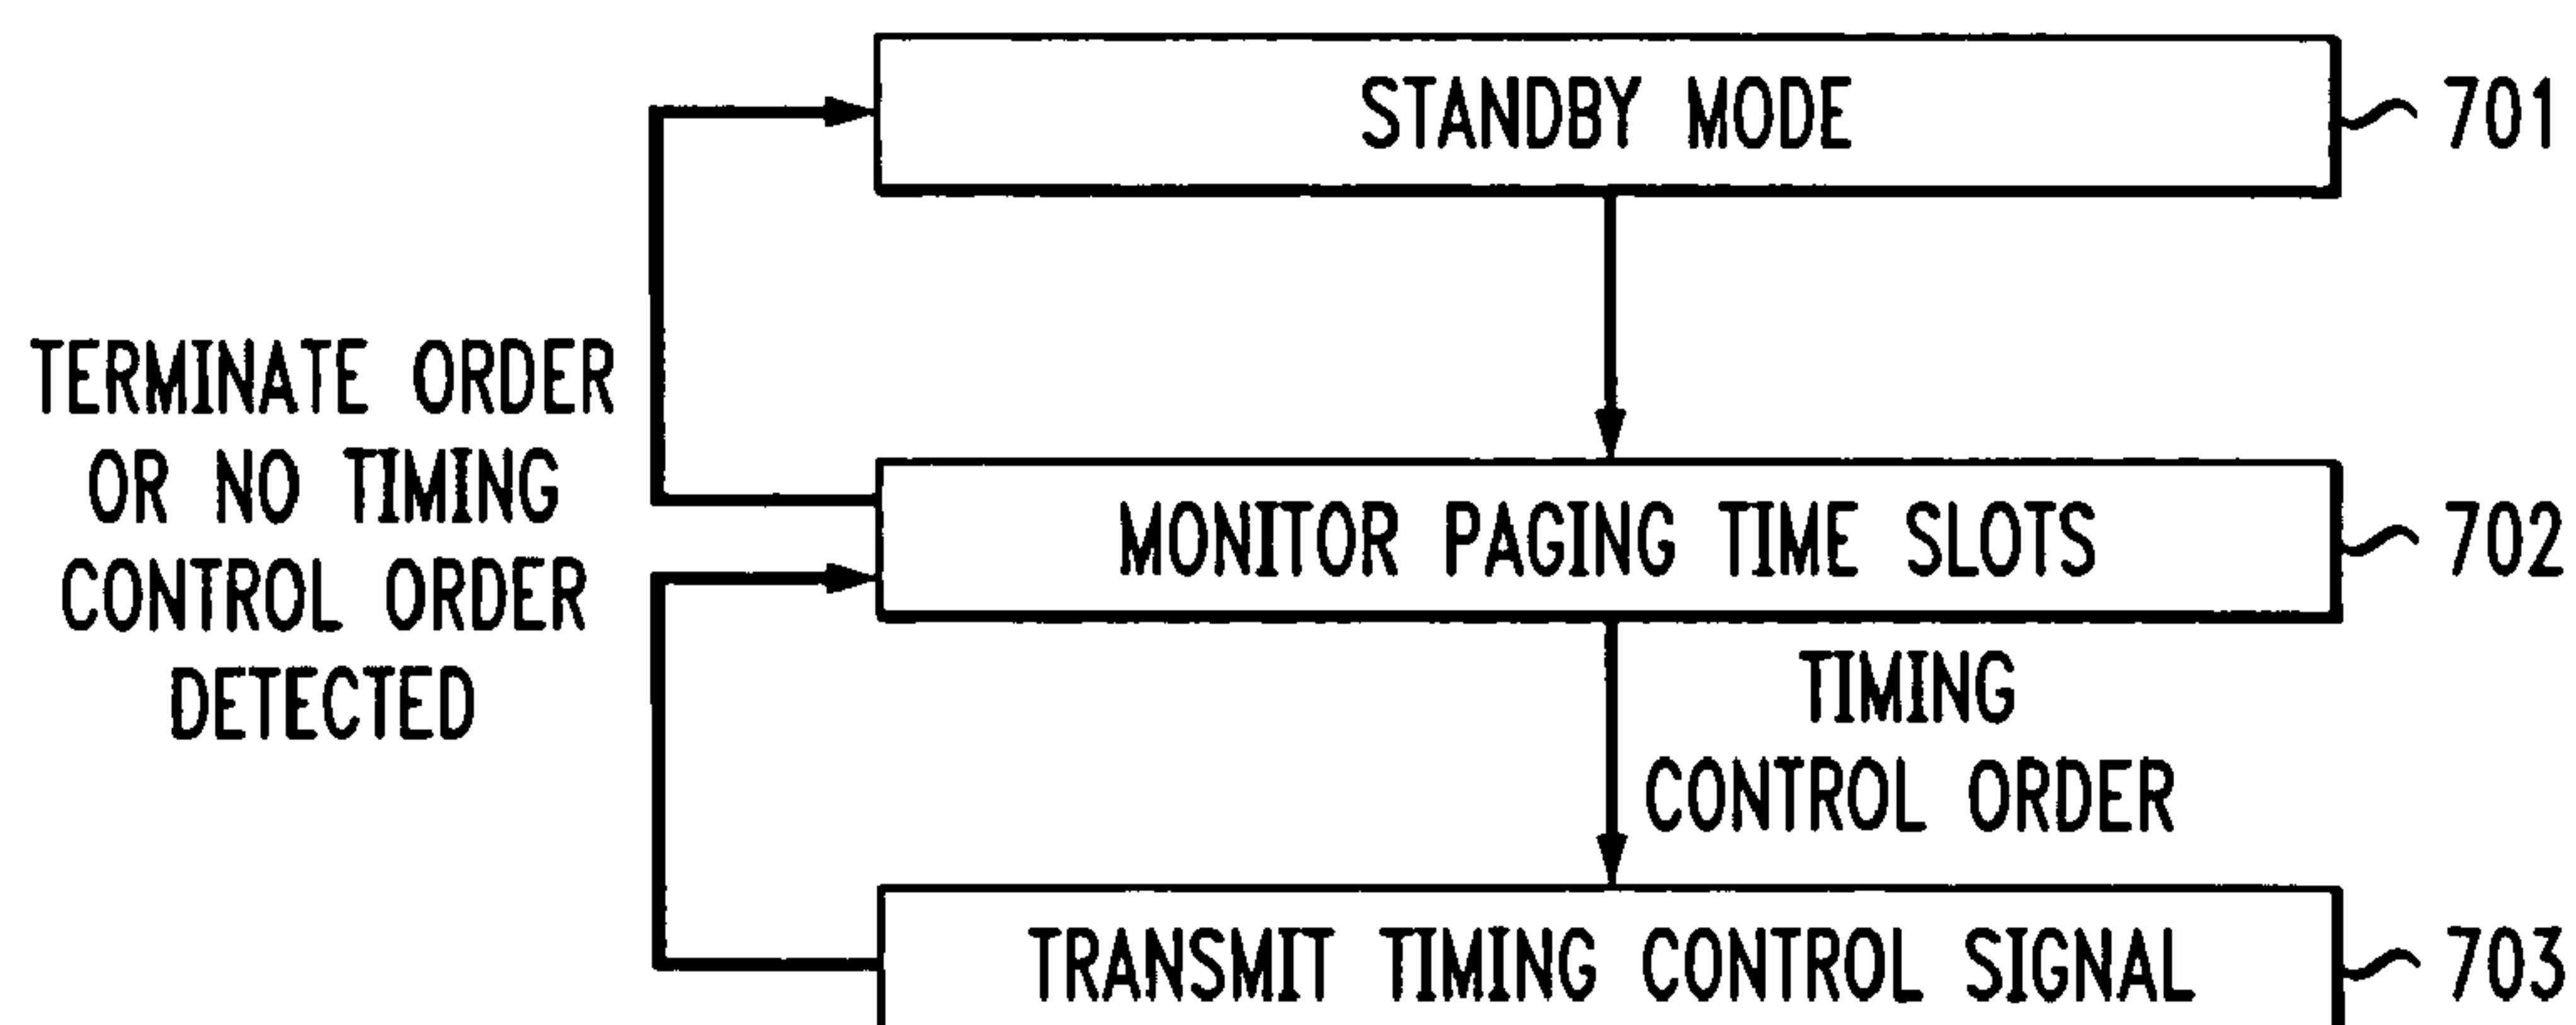 STANDBY MODE
701
TERMINATE ORDER
OR NO TIMING
CONTROL ORDER
DETECTED
MONITOR PAGING TIME SLOTS
702
TIMING
CONTROL ORDER
TRANSMIT TIMING CONTROL SIGNAL
703